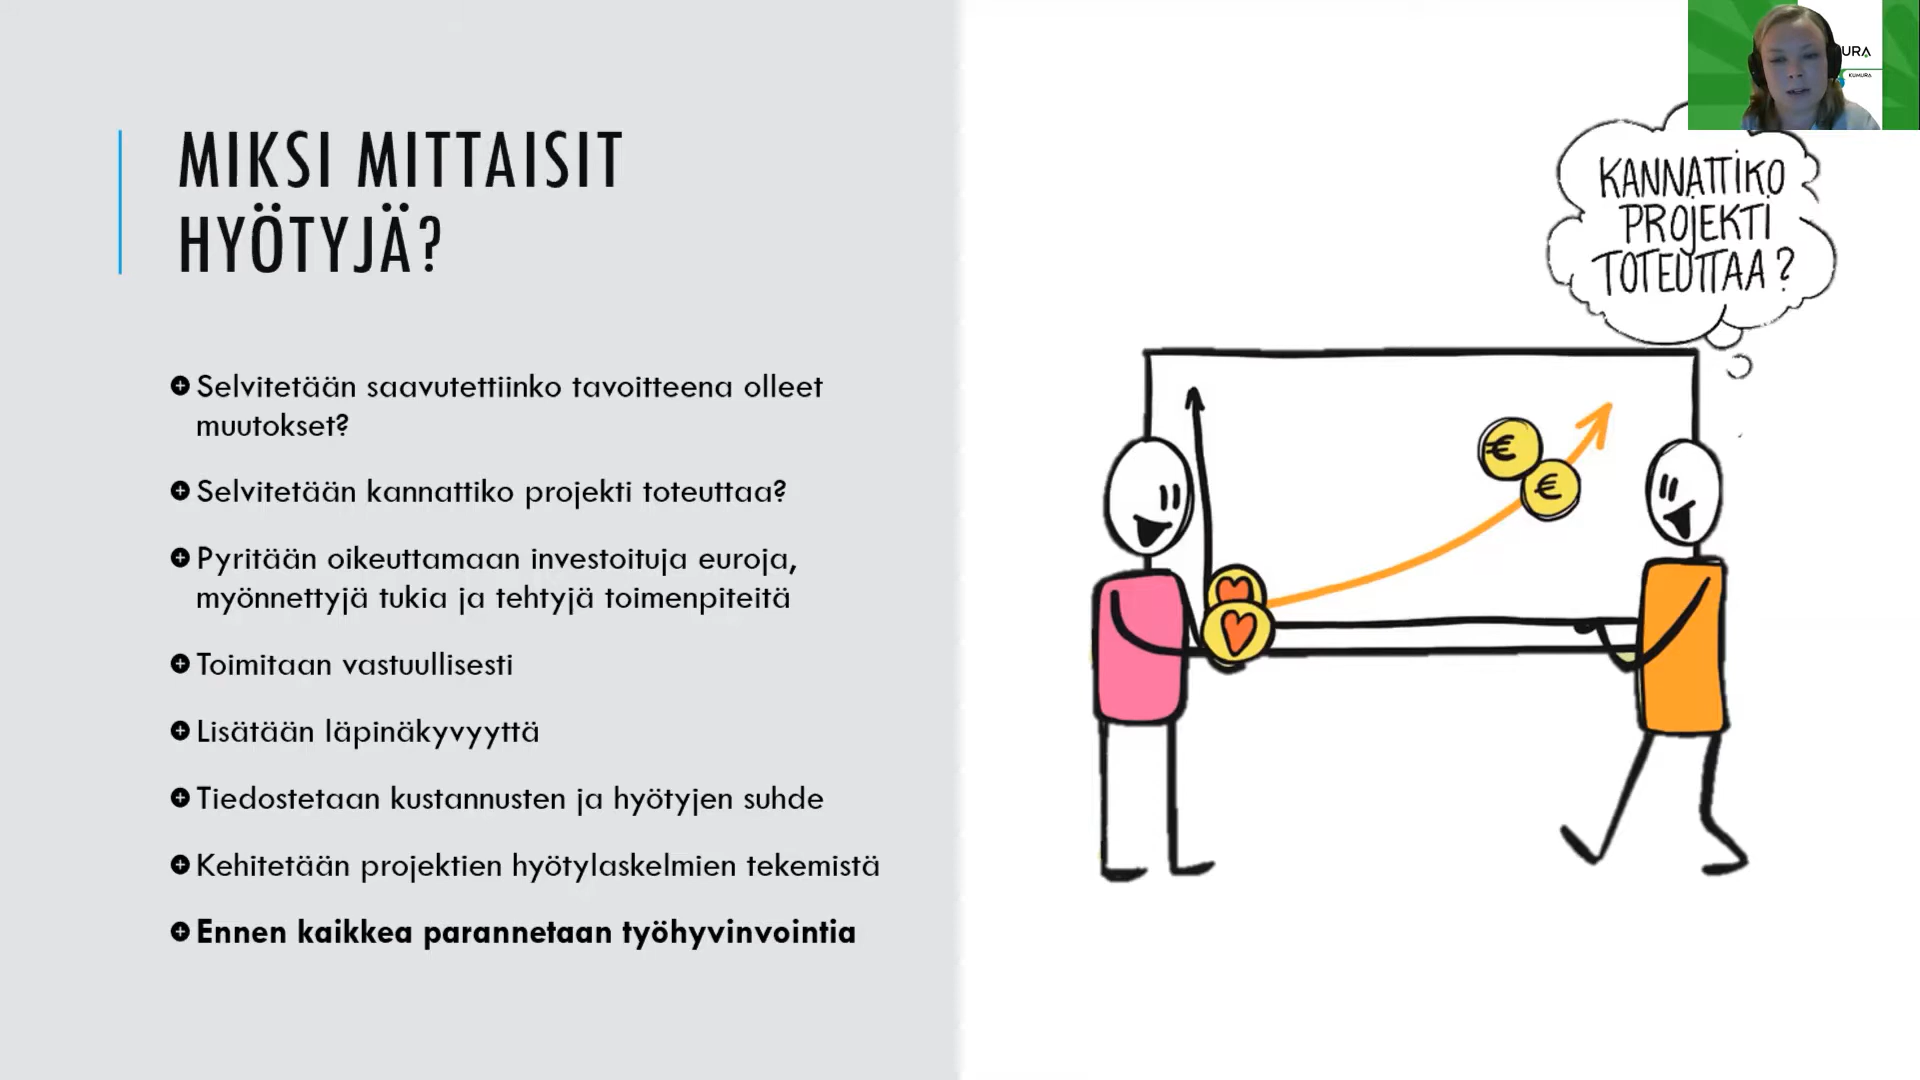 MIKSI MITTAISIT
HYÖTYJÄ?
Selvitetään saavutettiinko tavoitteena olleet
muutokset?
Selvitetään kannattiko projekti toteuttaa?
Pyritään oikeuttamaan investoituja euroja,
myönnettyjä tukia ja tehtyjä toimenpiteitä
Toimitaan vastuullisesti
Lisätään läpinäkyvyyttä
Tiedostetaan kustannusten ja hyötyjen suhde
Kehitetään projektien hyötylaskelmien tekemistä
Ennen kaikkea parannetaan työhyvinvointia
URA
KUMURA
KANNATTIKO
PROJEKTI
TOTEUTTAA?
€
€